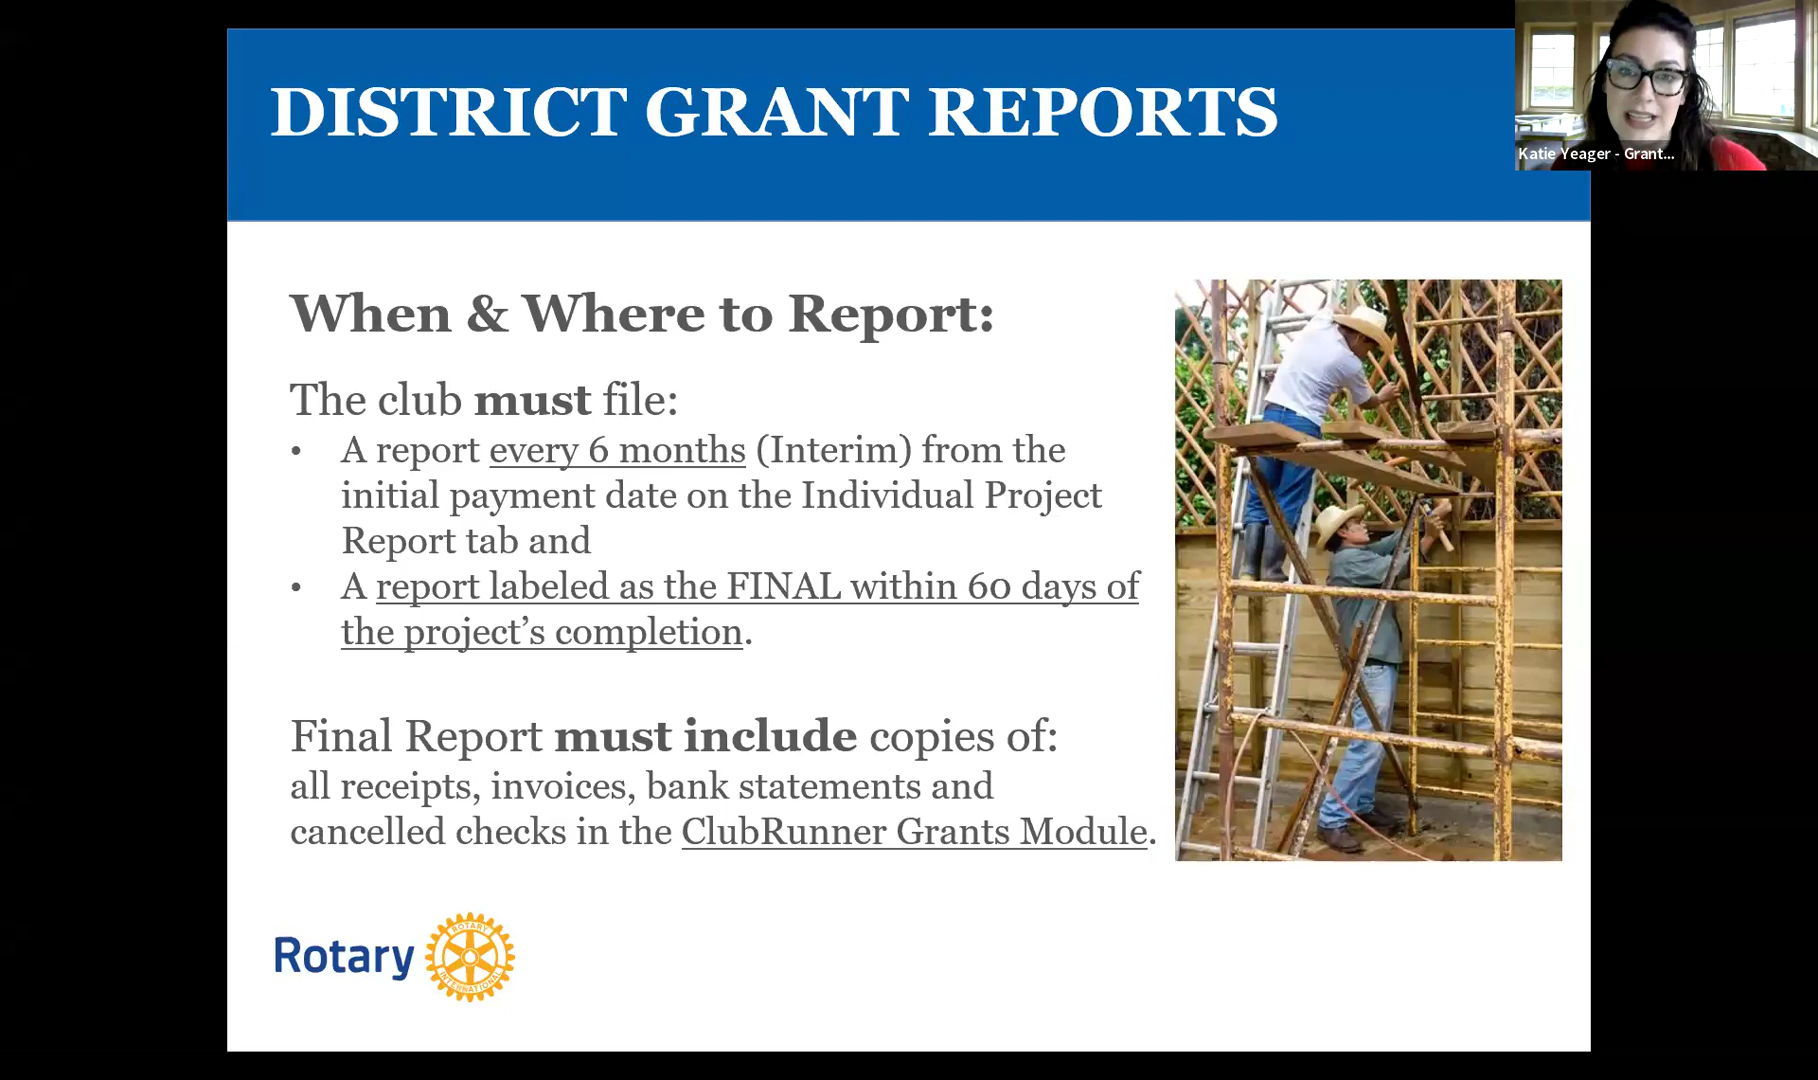 DISTRICT GRANT REPORTS
Katie Yeager - Grant...
When & Where to Report:
The club must file:
• A report every 6 months (Interim) from the
initial payment date on the Individual Project
Report tab and
• A report labeled as the FINAL within 60 days of
the project’s completion.
Final Report must include copies of:
all receipts, invoices, bank statements and
cancelled checks in the ClubRunner Grants Module.
Rotary
ROTARY
INTERNATIONAL